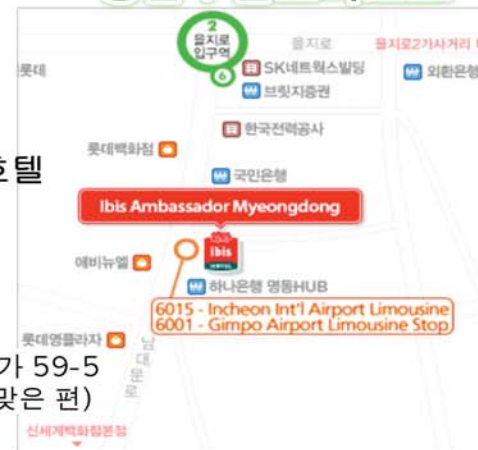 2
을지로
입구역
6
을지로
을지로2가사거리
롯데
SK네트웍스빌딩
외환은행
브릿지증권
한국전력공사
롯데백화점
호텔
국민은행
Ibis Ambassador Myeongdong
ibis
HOTEL
애비뉴엘
하나은행 명동HUB
6015 - Incheon Int'l Airport Limousine
6001 - Gimpo Airport Limousine Stop
롯데영플라자
남대문로
가 59-5
맞은 편)
신세계백화점본점